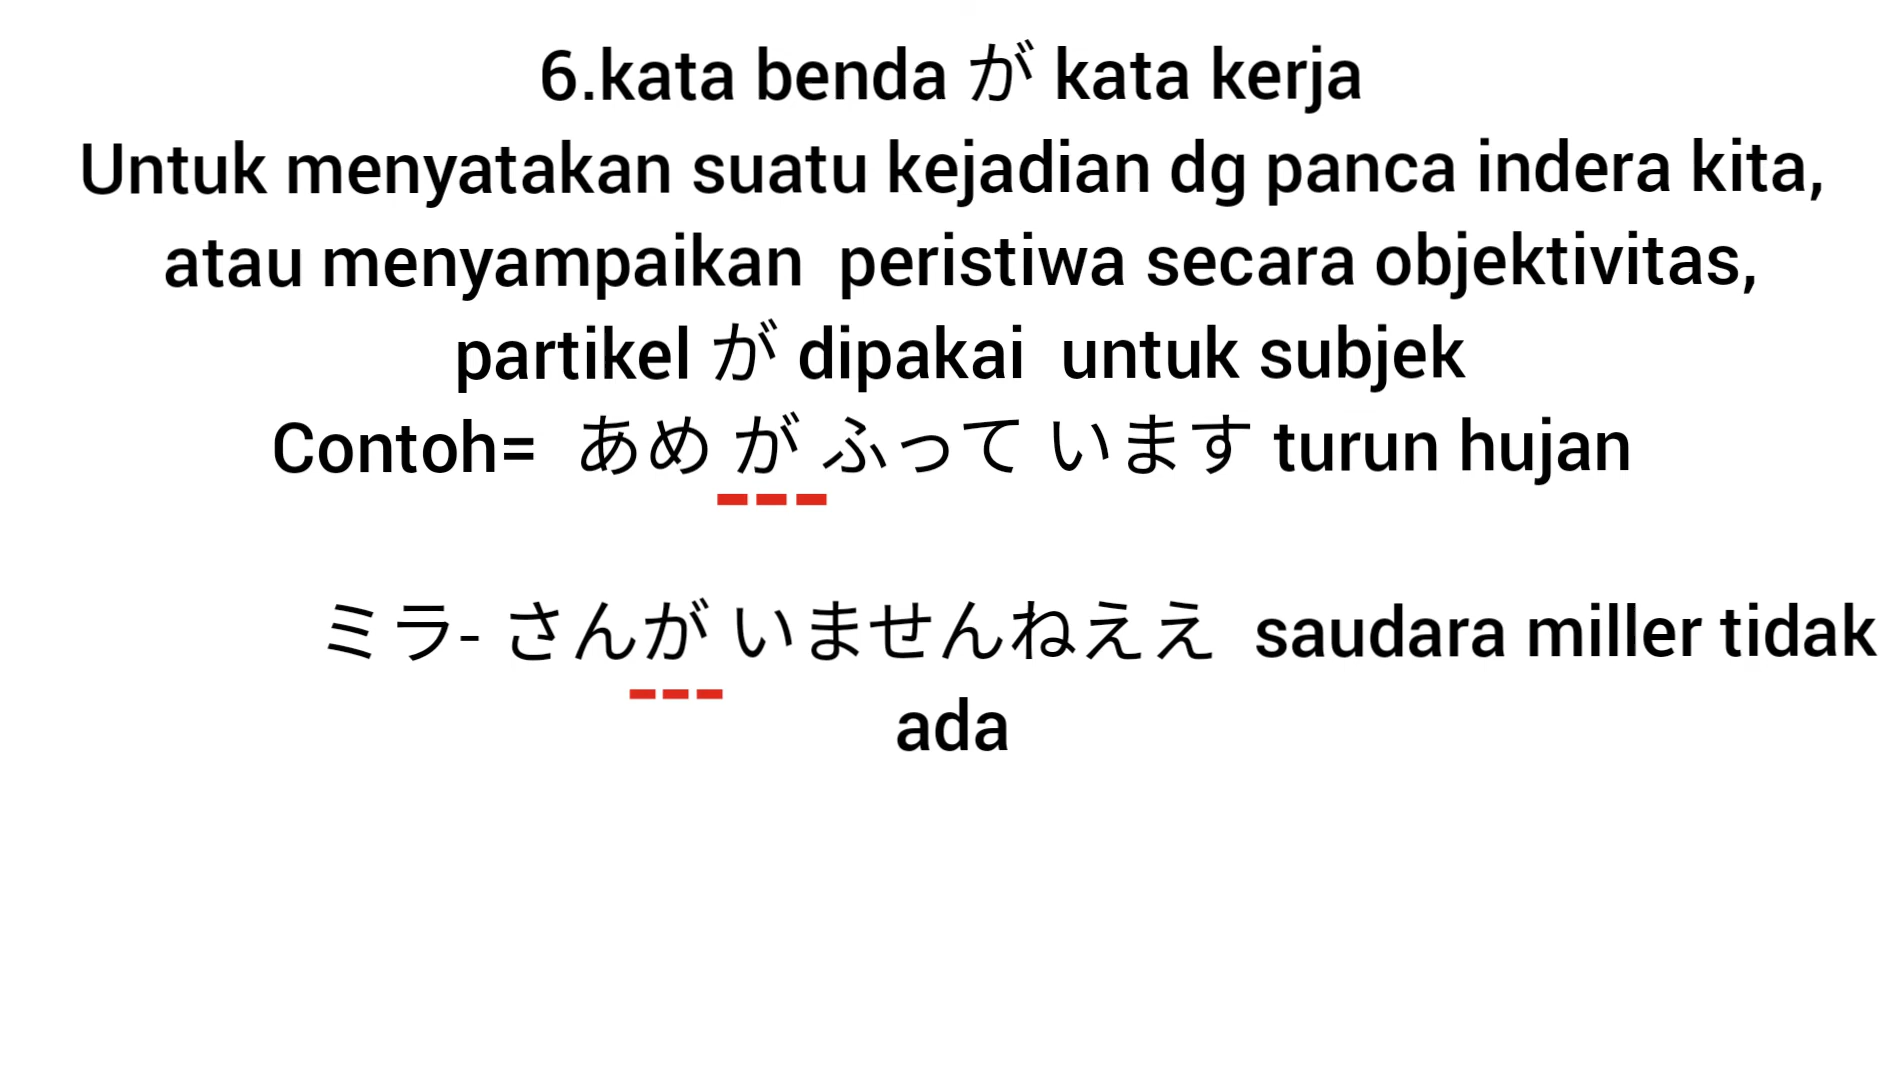 6.kata benda が kata kerja
Untuk menyatakan suatu kejadian dg panca indera kita,
atau menyampaikan peristiwa secara objektivitas,
partikel が dipakai untuk subjek
Contoh= あめ が ふって います turun hujan
ミラ- さんが いませんねええ saudara miller tidak
ada